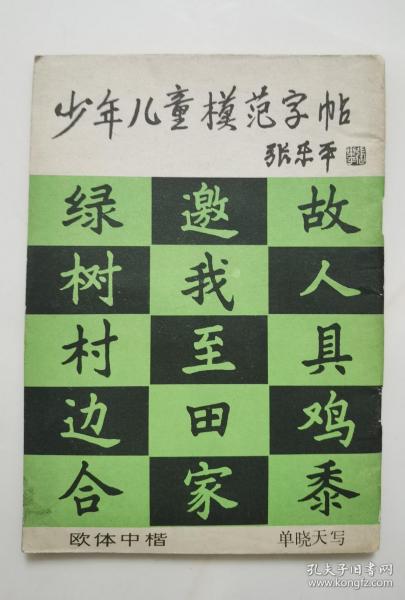 少年儿童模范字帖
张乐平
故人具鸡黍
邀我至田家
绿树村边合
欧体中楷
单晓天写
孔夫子旧书网
www.kongfz.com